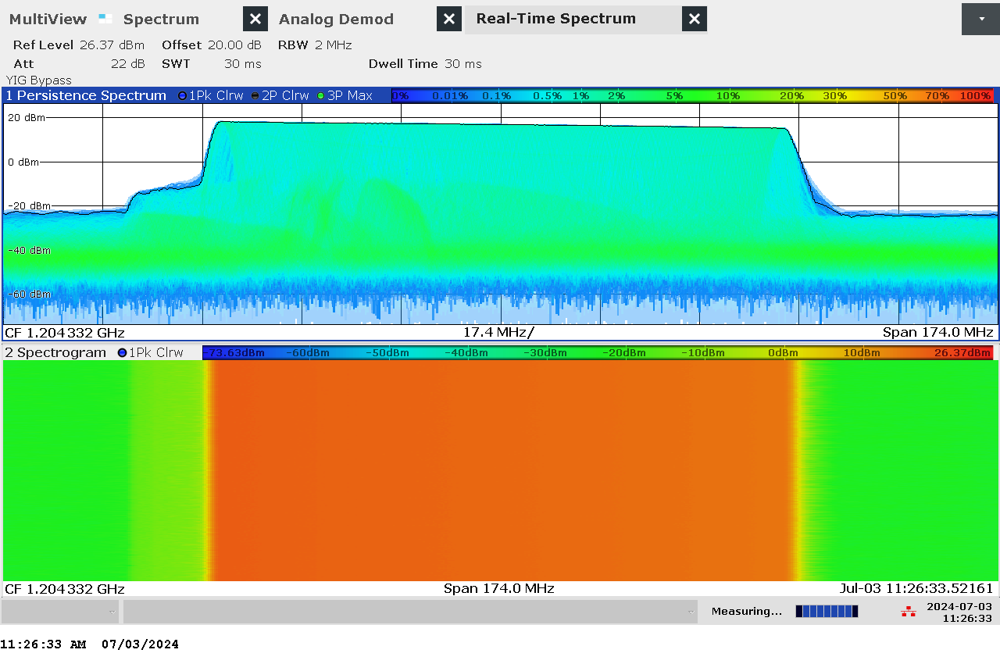 MultiView Spectrum Analog Demod Real-Time Spectrum
Ref Level 26.37 dBm Offset 20.00 dB RBW 2 MHz
Att 22 dB SWT 30 ms Dwell Time 30 ms
YIG Bypass
1 Persistence Spectrum 1Pk Clrw 2P Clrw 3P Max 0% 0.01% 0.1% 0.5% 1% 2% 5% 10% 20% 30% 50% 70% 100%
20 dBm
0 dBm
-20 dBm
-40 dBm
-60 dBm
CF 1.204332 GHz 17.4 MHz/ Span 174.0 MHz
2 Spectrogram 1Pk Clrw -73.63dBm -60dBm -50dBm -40dBm -30dBm -20dBm -10dBm 0dBm 10dBm 26.37dBm
CF 1.204332 GHz Span 174.0 MHz Jul-03 11:26:33.52161
Measuring... 2024-07-03
11:26:33
11:26:33 AM 07/03/2024